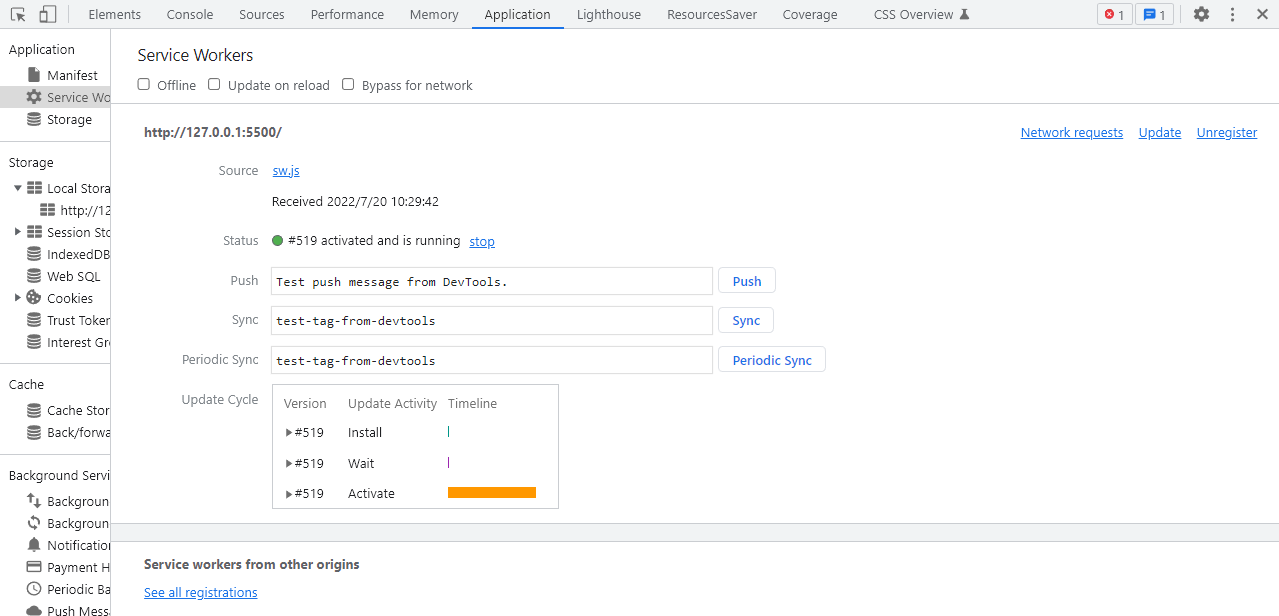 Elements Console Sources Performance Memory Application Lighthouse ResourcesSaver Coverage CSS Overview 1 1
Application
Manifest
Service Wo
Storage
Storage
Local Stora
http://12
Session Sto
IndexedDB
Web SQL
Cookies
Trust Token
Interest Gr
Cache
Cache Stor
Back/forwa
Background Servi
Backgroun
Backgroun
Notification
Payment H
Periodic Ba
Push Mess
Service Workers
Offline Update on reload Bypass for network
http://127.0.0.1:5500/ Network requests Update Unregister
Source sw.js
Received 2022/7/20 10:29:42
Status #519 activated and is running stop
Push Test push message from DevTools. Push
Sync test-tag-from-devtools Sync
Periodic Sync test-tag-from-devtools Periodic Sync
Update Cycle Version Update Activity Timeline
#519 Install
#519 Wait
#519 Activate
Service workers from other origins
See all registrations